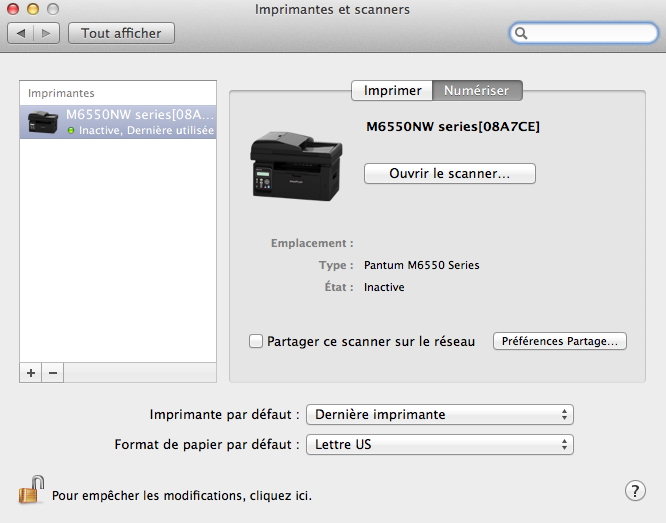 Imprimantes et scanners
Tout afficher
Imprimantes
M6550NW series[08A...
Inactive, Dernière utilisée
Imprimer
Numériser
M6550NW series[08A7CE]
Ouvrir le scanner...
Emplacement :
Type : Pantum M6550 Series
État : Inactive
Partager ce scanner sur le réseau
Préférences Partage...
Imprimante par défaut : Dernière imprimante
Format de papier par défaut : Lettre US
Pour empêcher les modifications, cliquez ici.
?